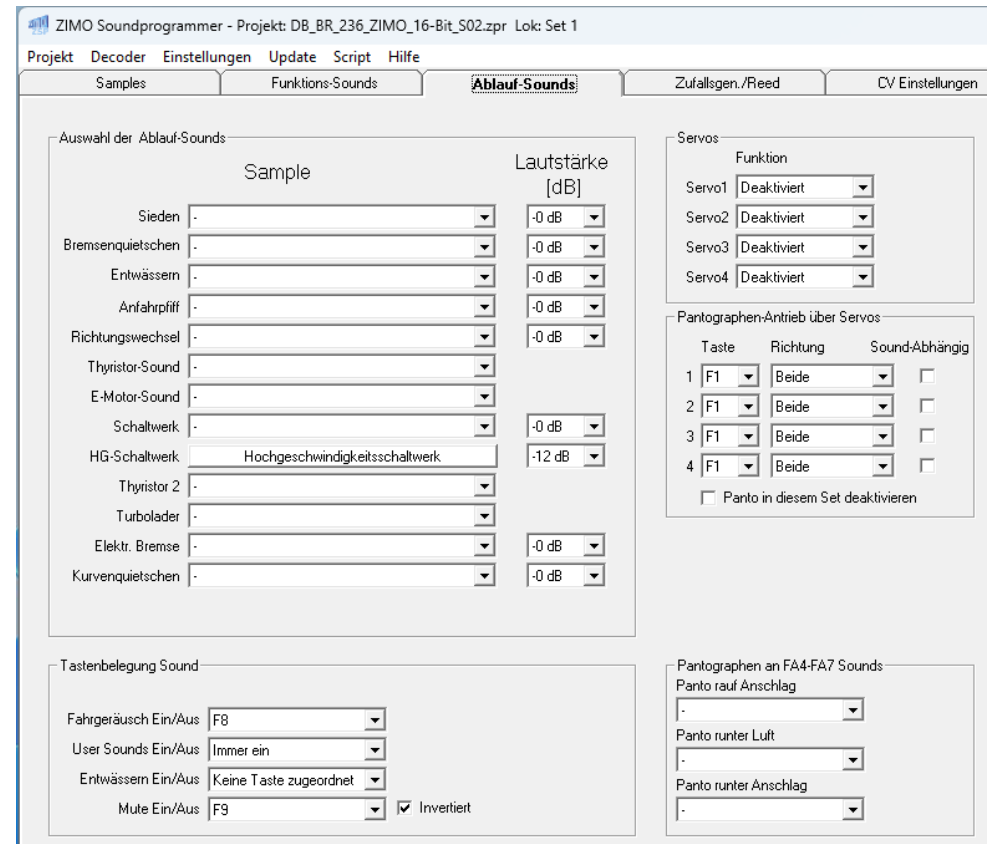 ZIMO Soundprogrammer - Projekt: DB_BR_236_ZIMO_16-Bit_S02.zpr Lok: Set 1
Projekt Decoder Einstellungen Update Script Hilfe
Samples Funktions-Sounds Ablauf-Sounds Zufallsgen./Reed CV Einstellungen
Auswahl der Ablauf-Sounds
Sample Lautstärke [dB]
Sieden - -0 dB
Bremsenquietschen - -0 dB
Entwässern - -0 dB
Anfahrpfiff - -0 dB
Richtungswechsel - -0 dB
Thyristor-Sound -
E-Motor-Sound -
Schaltwerk - -0 dB
HG-Schaltwerk Hochgeschwindigkeitsschaltwerk -12 dB
Thyristor 2 -
Turbolader -
Elektr. Bremse - -0 dB
Kurvenquietschen - -0 dB
Servos
Funktion
Servo1 Deaktiviert
Servo2 Deaktiviert
Servo3 Deaktiviert
Servo4 Deaktiviert
Pantographen-Antrieb über Servos
Taste Richtung Sound-Abhängig
1 F1 Beide
2 F1 Beide
3 F1 Beide
4 F1 Beide
Panto in diesem Set deaktivieren
Tastenbelegung Sound
Fahrgeräusch Ein/Aus F8
User Sounds Ein/Aus Immer ein
Entwässern Ein/Aus Keine Taste zugeordnet
Mute Ein/Aus F9 Invertiert
Pantographen an FA4-FA7 Sounds
Panto rauf Anschlag
-
Panto runter Luft
-
Panto runter Anschlag
-